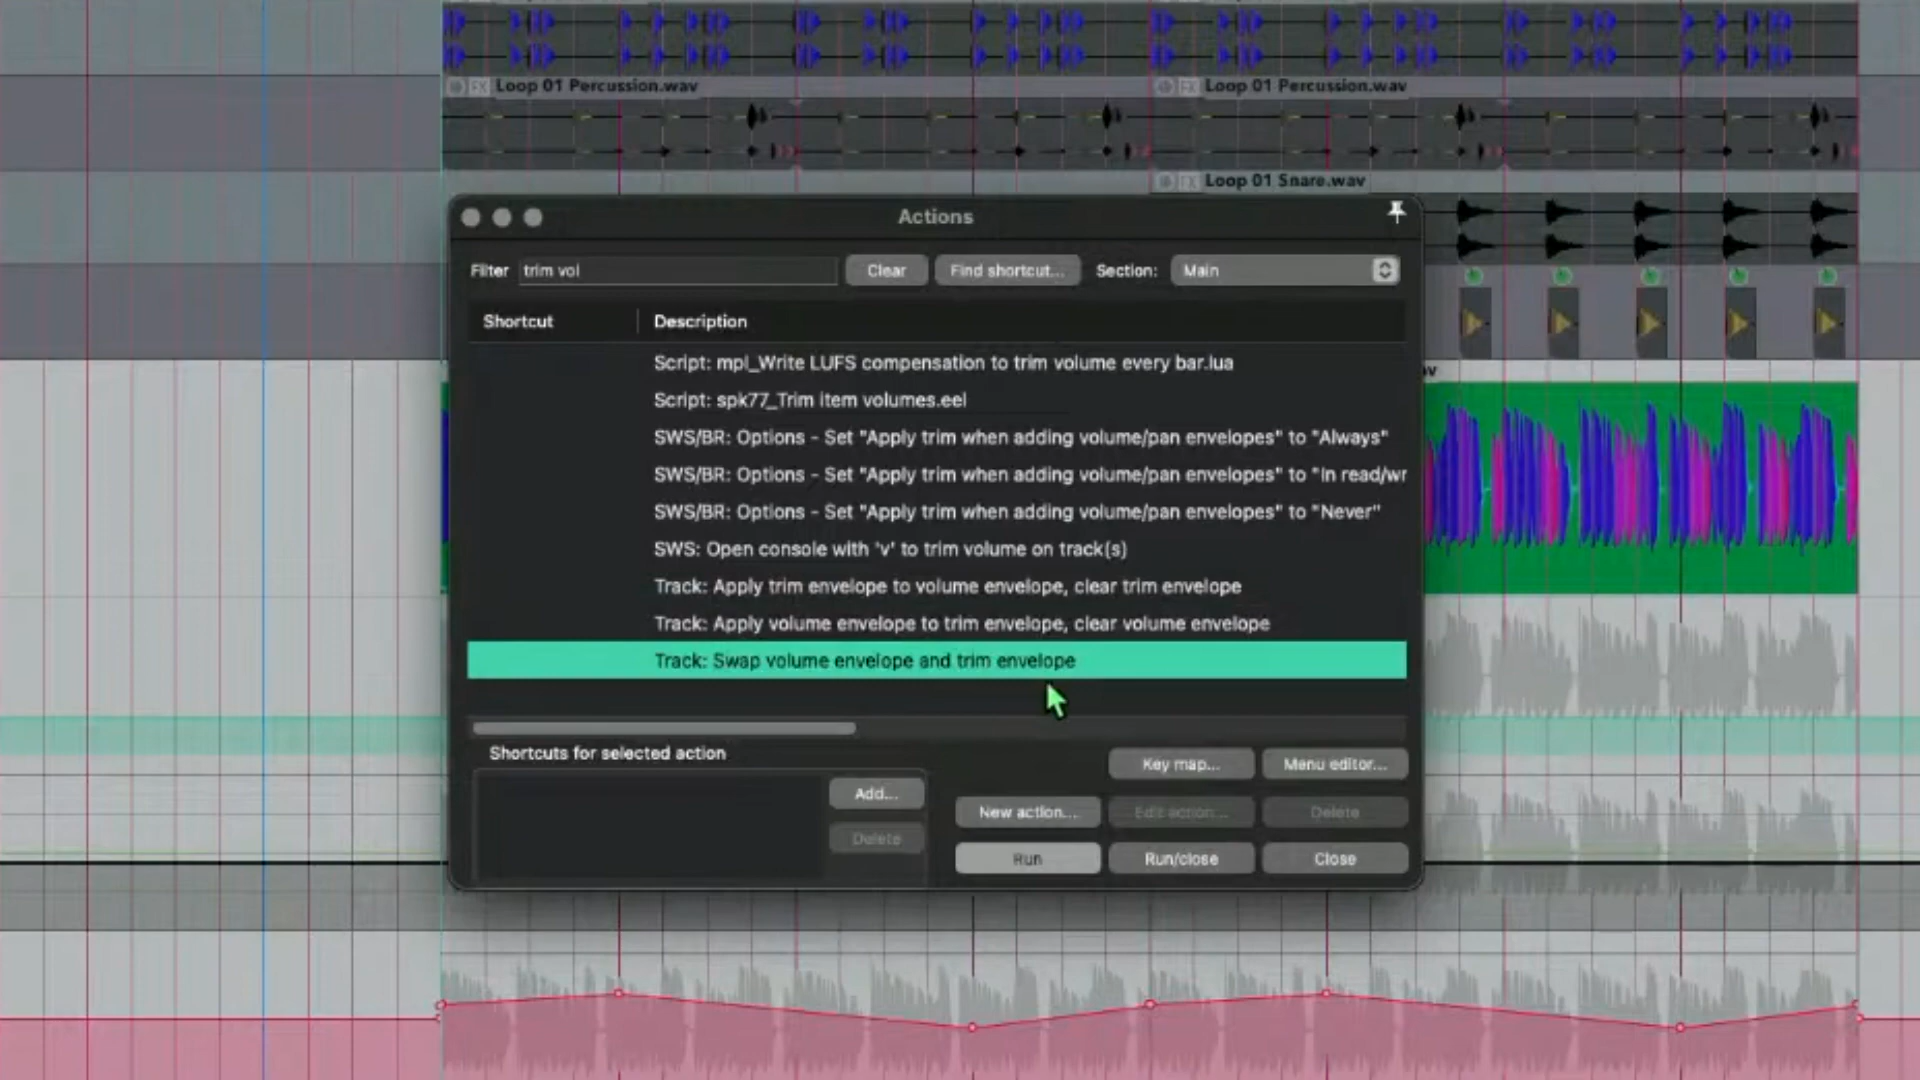 FX Loop 01 Percussion.wav
FX Loop 01 Percussion.wav
FX Loop 01 Snare.wav
Actions
Filter trim vol Clear Find shortcut... Section: Main
Shortcut Description
Script: mpl_Write LUFS compensation to trim volume every bar.lua
Script: spk77_Trim item volumes.eel
SWS/BR: Options - Set "Apply trim when adding volume/pan envelopes" to "Always"
SWS/BR: Options - Set "Apply trim when adding volume/pan envelopes" to "In read/wr
SWS/BR: Options - Set "Apply trim when adding volume/pan envelopes" to "Never"
SWS: Open console with 'v' to trim volume on track(s)
Track: Apply trim envelope to volume envelope, clear trim envelope
Track: Apply volume envelope to trim envelope, clear volume envelope
Track: Swap volume envelope and trim envelope
Shortcuts for selected action
Key map... Menu editor...
Add...
New action... Edit action... Delete
Delete
Run Run/close Close